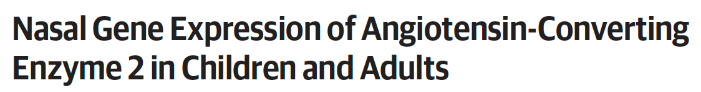 Nasal Gene Expression of Angiotensin-Converting
Enzyme 2 in Children and Adults